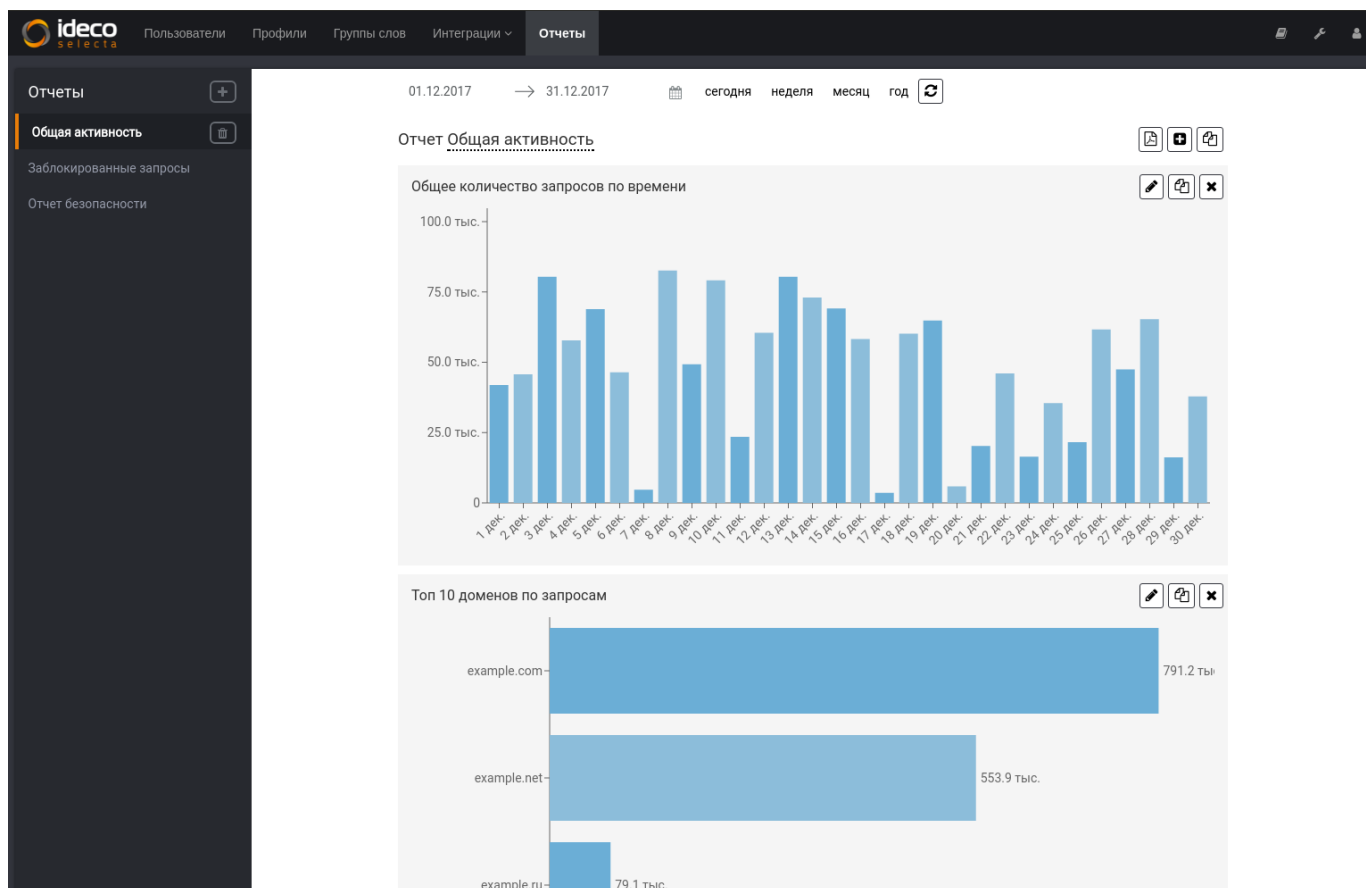 ideco
selecta
Пользователи Профили Группы слов Интеграции Отчеты
Отчеты
Общая активность
Заблокированные запросы
Отчет безопасности
01.12.2017 31.12.2017 сегодня неделя месяц год
Отчет Общая активность
Общее количество запросов по времени
100.0 тыс.
75.0 тыс.
50.0 тыс.
25.0 тыс.
0
1 дек. 2 дек. 3 дек. 4 дек. 5 дек. 6 дек. 7 дек. 8 дек. 9 дек. 10 дек. 11 дек. 12 дек. 13 дек. 14 дек. 15 дек. 16 дек. 17 дек. 18 дек. 19 дек. 20 дек. 21 дек. 22 дек. 23 дек. 24 дек. 25 дек. 26 дек. 27 дек. 28 дек. 29 дек. 30 дек.
Топ 10 доменов по запросам
example.com 791.2 ты
example.net 553.9 тыс.
example.ru 79.1 тыс.